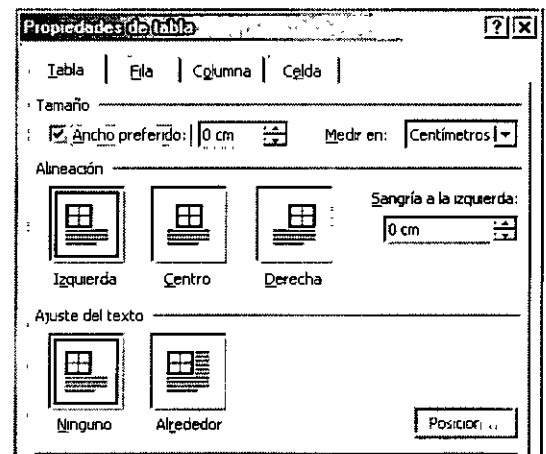 Propiedades de tabla
Tabla Fila Columna Celda
Tamaño
Ancho preferido: 0 cm Medir en: Centímetros
Alineación
Sangría a la izquierda:
0 cm
Izquierda Centro Derecha
Ajuste del texto
Ninguno Alrededor Posición...